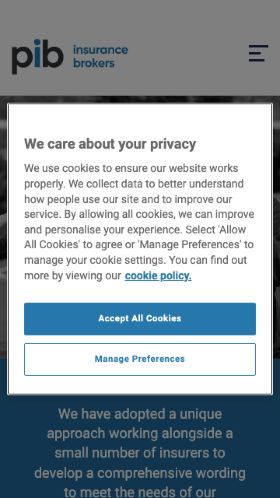 pib insurance
brokers
We care about your privacy
We use cookies to ensure our website works
properly. We collect data to better understand
how people use our site and to improve our
service. By allowing all cookies, we can improve
and personalise your experience. Select 'Allow
All Cookies' to agree or 'Manage Preferences' to
manage your cookie settings. You can find out
more by viewing our cookie policy.
Accept All Cookies
Manage Preferences
We have adopted a unique
approach working alongside a
small number of insurers to
develop a comprehensive wording
to meet the needs of our